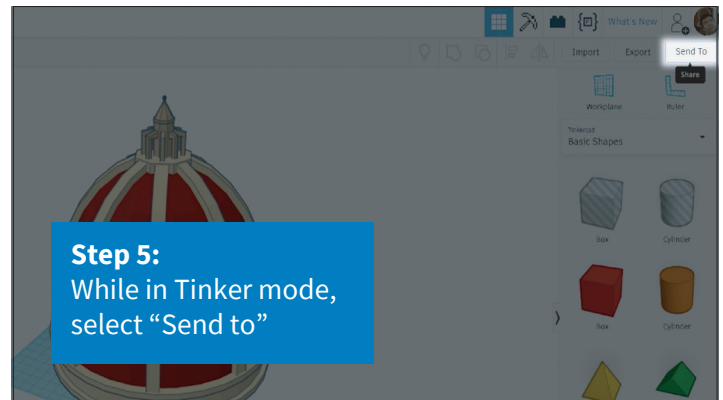 What's New
Import Export Send To
Share
Workplane Ruler
Tinkercad
Basic Shapes
Box Cylinder
Box Cylinder
Step 5:
While in Tinker mode,
select “Send to”